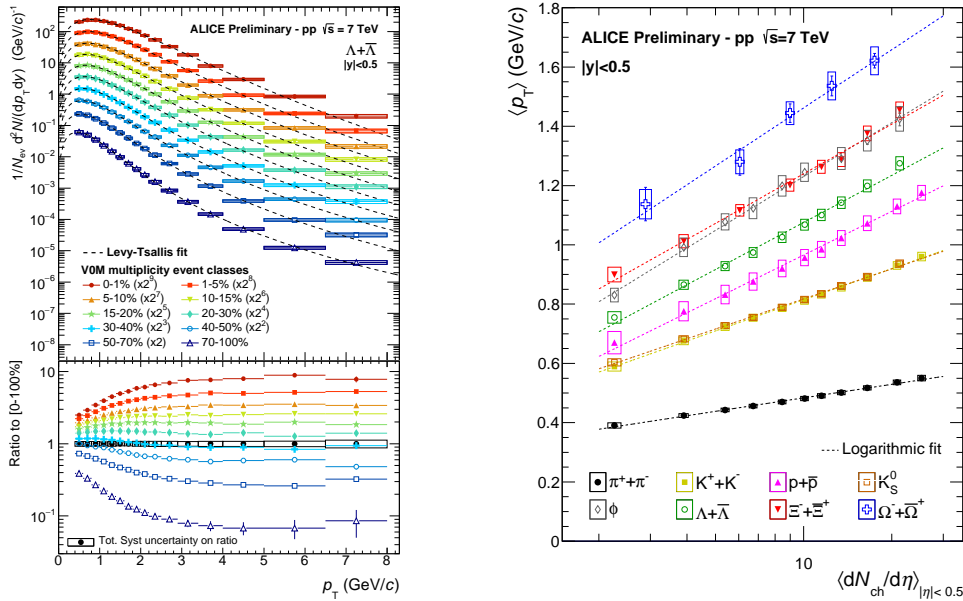 ALICE Preliminary - pp √s = 7 TeV
Λ+Λ̅
|y|<0.5
1/N_ev d²N/(dp_Tdy) (GeV/c)⁻¹
10²
10
1
10⁻¹
10⁻²
10⁻³
10⁻⁴
10⁻⁵
10⁻⁶
10⁻⁷
10⁻⁸
Levy-Tsallis fit
V0M multiplicity event classes
0-1% (x2⁹) 1-5% (x2⁸)
5-10% (x2⁷) 10-15% (x2⁶)
15-20% (x2⁵) 20-30% (x2⁴)
30-40% (x2³) 40-50% (x2²)
50-70% (x2) 70-100%
Ratio to [0-100%]
10
1
10⁻¹
Tot. Syst uncertainty on ratio
0 1 2 3 4 5 6 7 8
p_T (GeV/c)
⟨p_T⟩ (GeV/c)
1.8
1.6
1.4
1.2
1
0.8
0.6
0.4
0.2
0
ALICE Preliminary - pp √s=7 TeV
|y|<0.5
Logarithmic fit
π⁺+π⁻ K⁺+K⁻ p+p̅ K⁰_S
ϕ Λ+Λ̅ Ξ⁻+Ξ̅⁺ Ω⁻+Ω̅⁺
10
⟨dN_ch/dη⟩_|η|<0.5